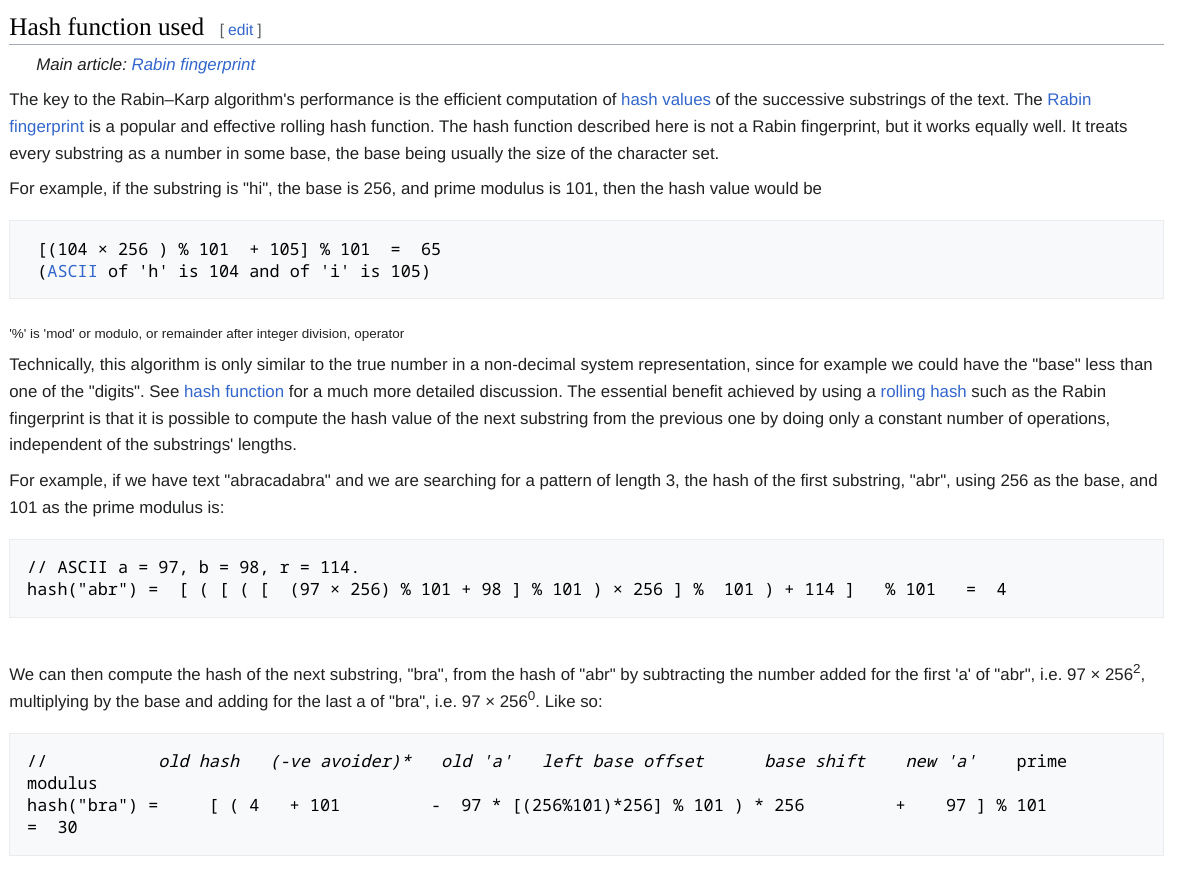 Hash function used [ edit ]
Main article: Rabin fingerprint
The key to the Rabin–Karp algorithm's performance is the efficient computation of hash values of the successive substrings of the text. The Rabin
fingerprint is a popular and effective rolling hash function. The hash function described here is not a Rabin fingerprint, but it works equally well. It treats
every substring as a number in some base, the base being usually the size of the character set.
For example, if the substring is "hi", the base is 256, and prime modulus is 101, then the hash value would be
[(104 × 256 ) % 101  + 105] % 101  =  65
(ASCII of 'h' is 104 and of 'i' is 105)
'%' is 'mod' or modulo, or remainder after integer division, operator
Technically, this algorithm is only similar to the true number in a non-decimal system representation, since for example we could have the "base" less than
one of the "digits". See hash function for a much more detailed discussion. The essential benefit achieved by using a rolling hash such as the Rabin
fingerprint is that it is possible to compute the hash value of the next substring from the previous one by doing only a constant number of operations,
independent of the substrings' lengths.
For example, if we have text "abracadabra" and we are searching for a pattern of length 3, the hash of the first substring, "abr", using 256 as the base, and
101 as the prime modulus is:
// ASCII a = 97, b = 98, r = 114.
hash("abr") =  [ ( [ ( [  (97 × 256) % 101 + 98 ] % 101 ) × 256 ] %  101 ) + 114 ]   % 101   =  4
We can then compute the hash of the next substring, "bra", from the hash of "abr" by subtracting the number added for the first 'a' of "abr", i.e. 97 × 256²,
multiplying by the base and adding for the last a of "bra", i.e. 97 × 256⁰. Like so:
//           old hash   (-ve avoider)*   old 'a'   left base offset      base shift    new 'a'    prime
modulus
hash("bra") =     [ ( 4   + 101         -  97 * [(256%101)*256] % 101 ) * 256         +    97 ] % 101
=  30